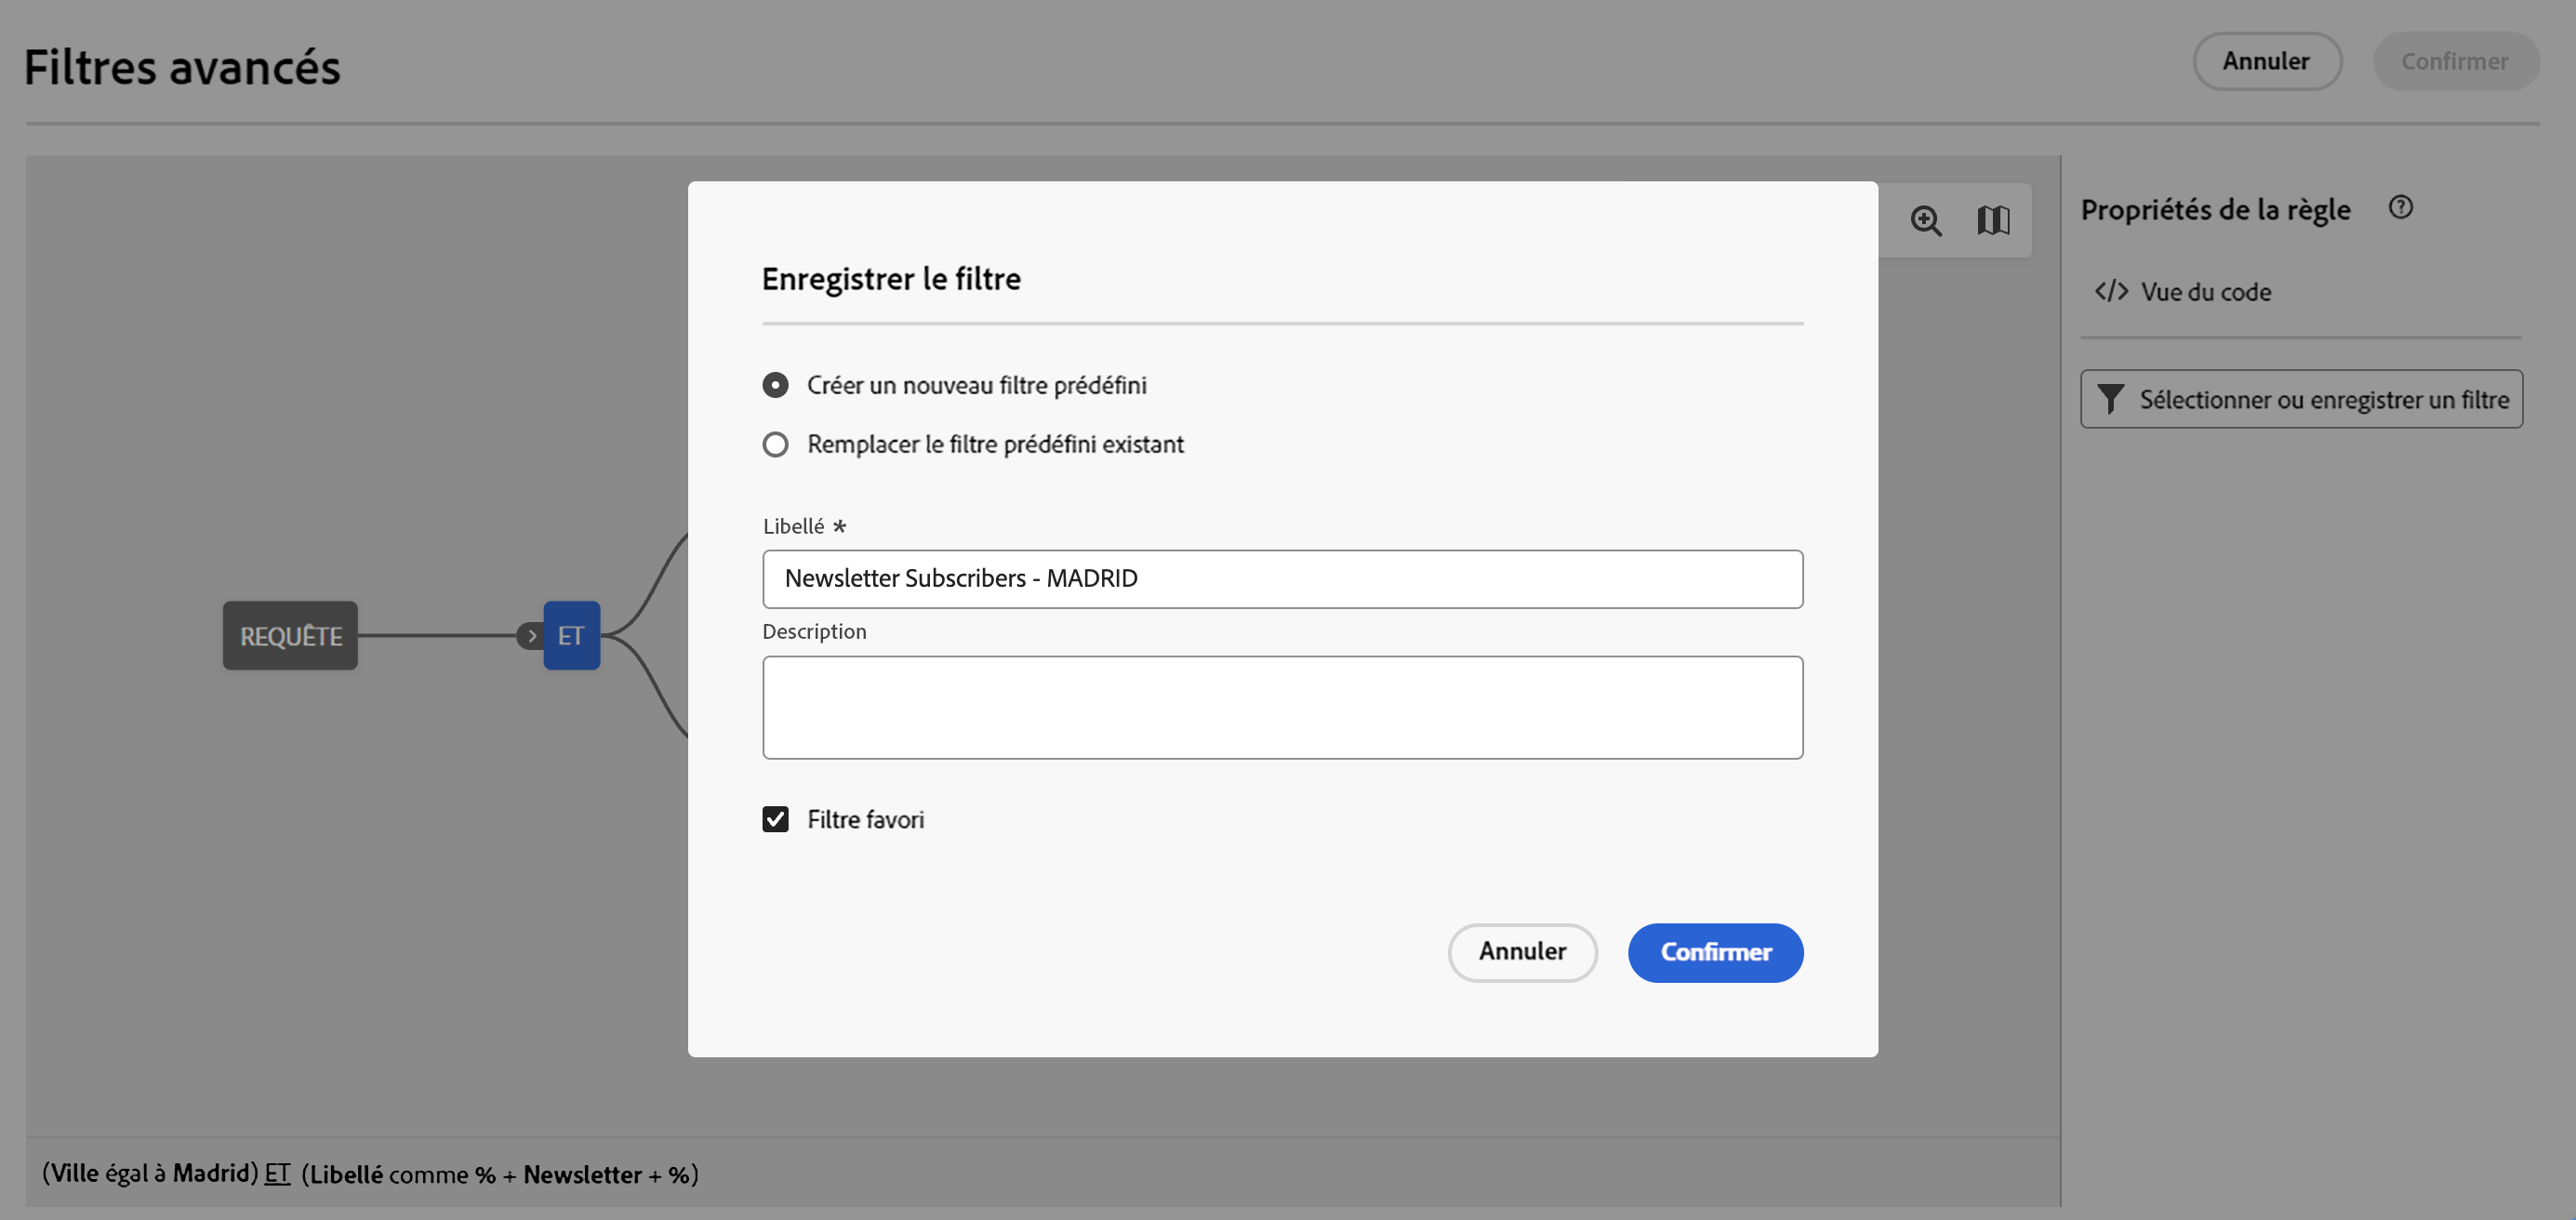 Filtres avancés
Annuler
Confirmer
Propriétés de la règle
Vue du code
Sélectionner ou enregistrer un filtre
REQUÊTE
ET
Enregistrer le filtre
Créer un nouveau filtre prédéfini
Remplacer le filtre prédéfini existant
Libellé *
Newsletter Subscribers - MADRID
Description
Filtre favori
Annuler
Confirmer
(Ville égal à Madrid) ET (Libellé comme % + Newsletter + %)